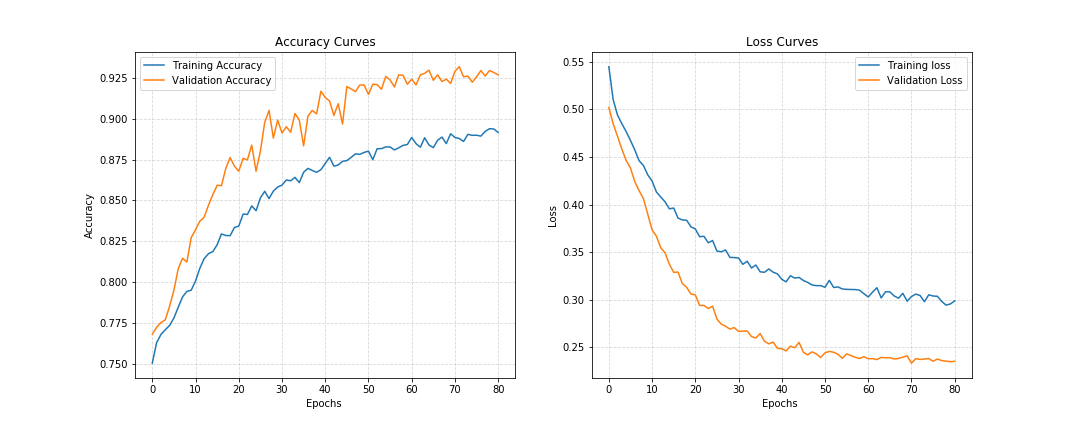 Accuracy Curves
Training Accuracy
Validation Accuracy
0.925
0.900
0.875
0.850
0.825
0.800
0.775
0.750
Accuracy
0 10 20 30 40 50 60 70 80
Epochs
Loss Curves
Training loss
Validation Loss
0.55
0.50
0.45
0.40
0.35
0.30
0.25
Loss
0 10 20 30 40 50 60 70 80
Epochs